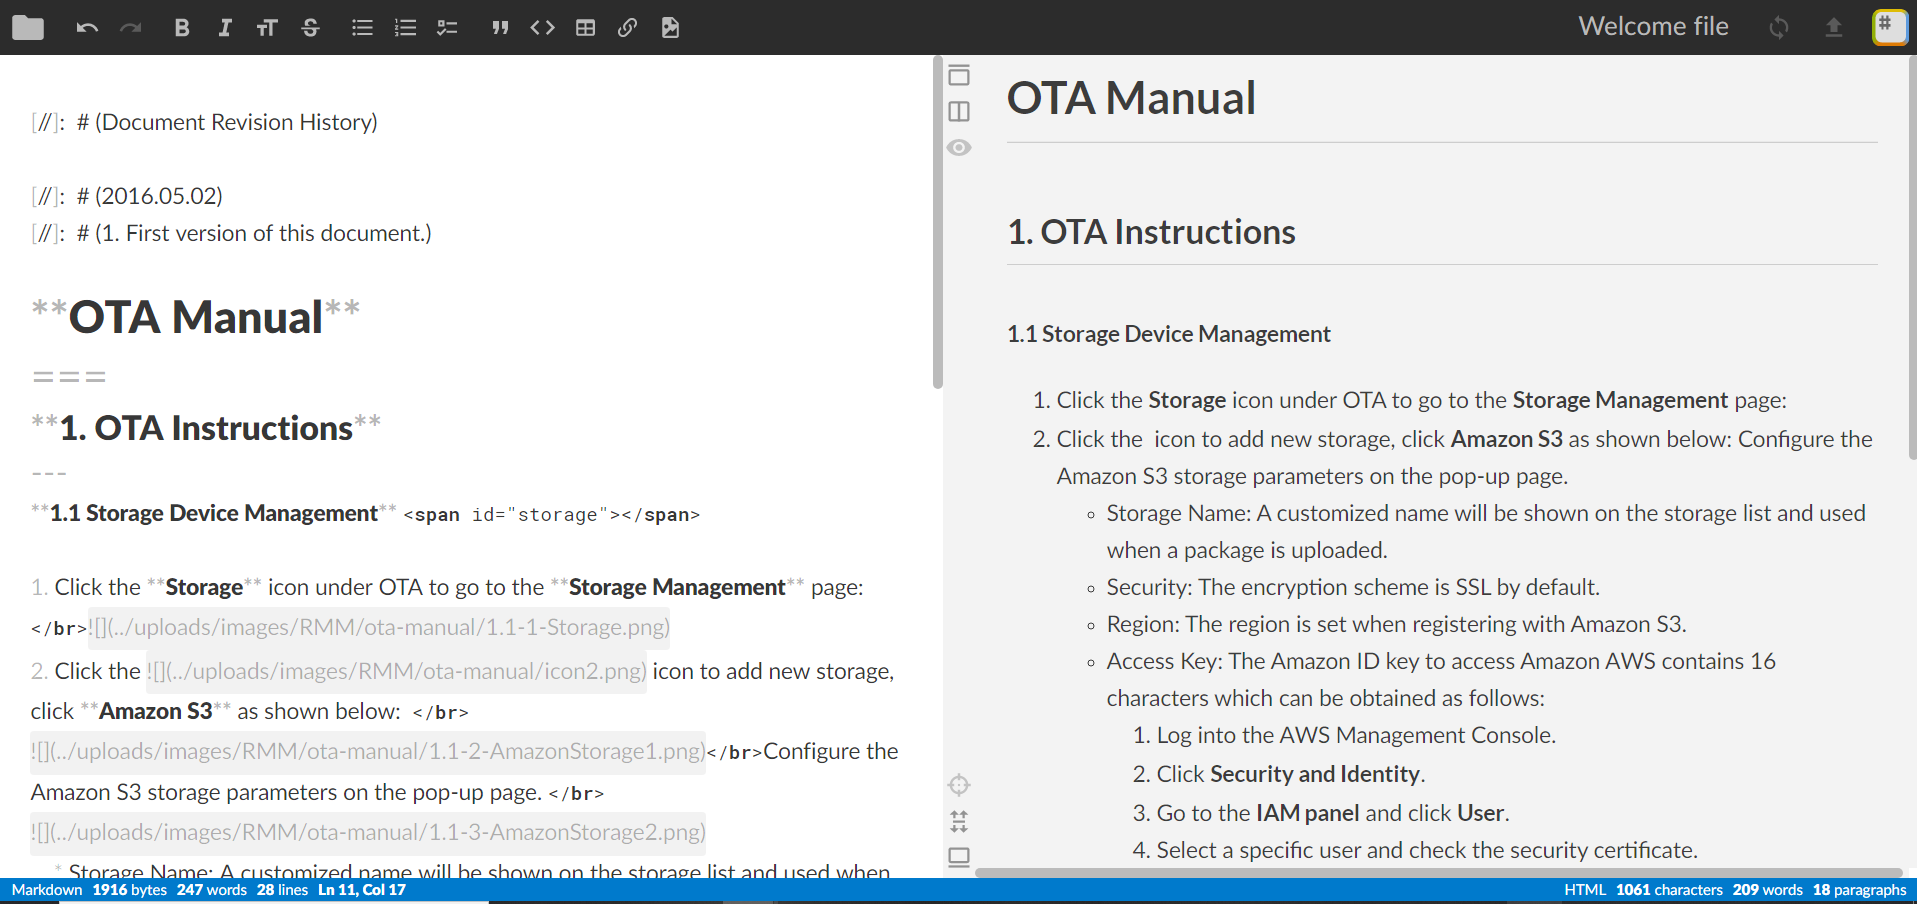 Welcome file
[//]: # (Document Revision History)
[//]: # (2016.05.02)
[//]: # (1. First version of this document.)
**OTA Manual**
===
**1. OTA Instructions**
---
**1.1 Storage Device Management** <span id="storage"></span>
1. Click the **Storage** icon under OTA to go to the **Storage Management** page:
</br>![](../uploads/images/RMM/ota-manual/1.1-1-Storage.png)
2. Click the ![](../uploads/images/RMM/ota-manual/icon2.png) icon to add new storage,
click **Amazon S3** as shown below: </br>
![](../uploads/images/RMM/ota-manual/1.1-2-AmazonStorage1.png)</br>Configure the
Amazon S3 storage parameters on the pop-up page. </br>
![](../uploads/images/RMM/ota-manual/1.1-3-AmazonStorage2.png)
* Storage Name: A customized name will be shown on the storage list and used when
OTA Manual
1. OTA Instructions
1.1 Storage Device Management
1. Click the Storage icon under OTA to go to the Storage Management page:
2. Click the icon to add new storage, click Amazon S3 as shown below: Configure the
Amazon S3 storage parameters on the pop-up page.
Storage Name: A customized name will be shown on the storage list and used
when a package is uploaded.
Security: The encryption scheme is SSL by default.
Region: The region is set when registering with Amazon S3.
Access Key: The Amazon ID key to access Amazon AWS contains 16
characters which can be obtained as follows:
1. Log into the AWS Management Console.
2. Click Security and Identity.
3. Go to the IAM panel and click User.
4. Select a specific user and check the security certificate.
Markdown 1916 bytes 247 words 28 lines Ln 11, Col 17
HTML 1061 characters 209 words 18 paragraphs